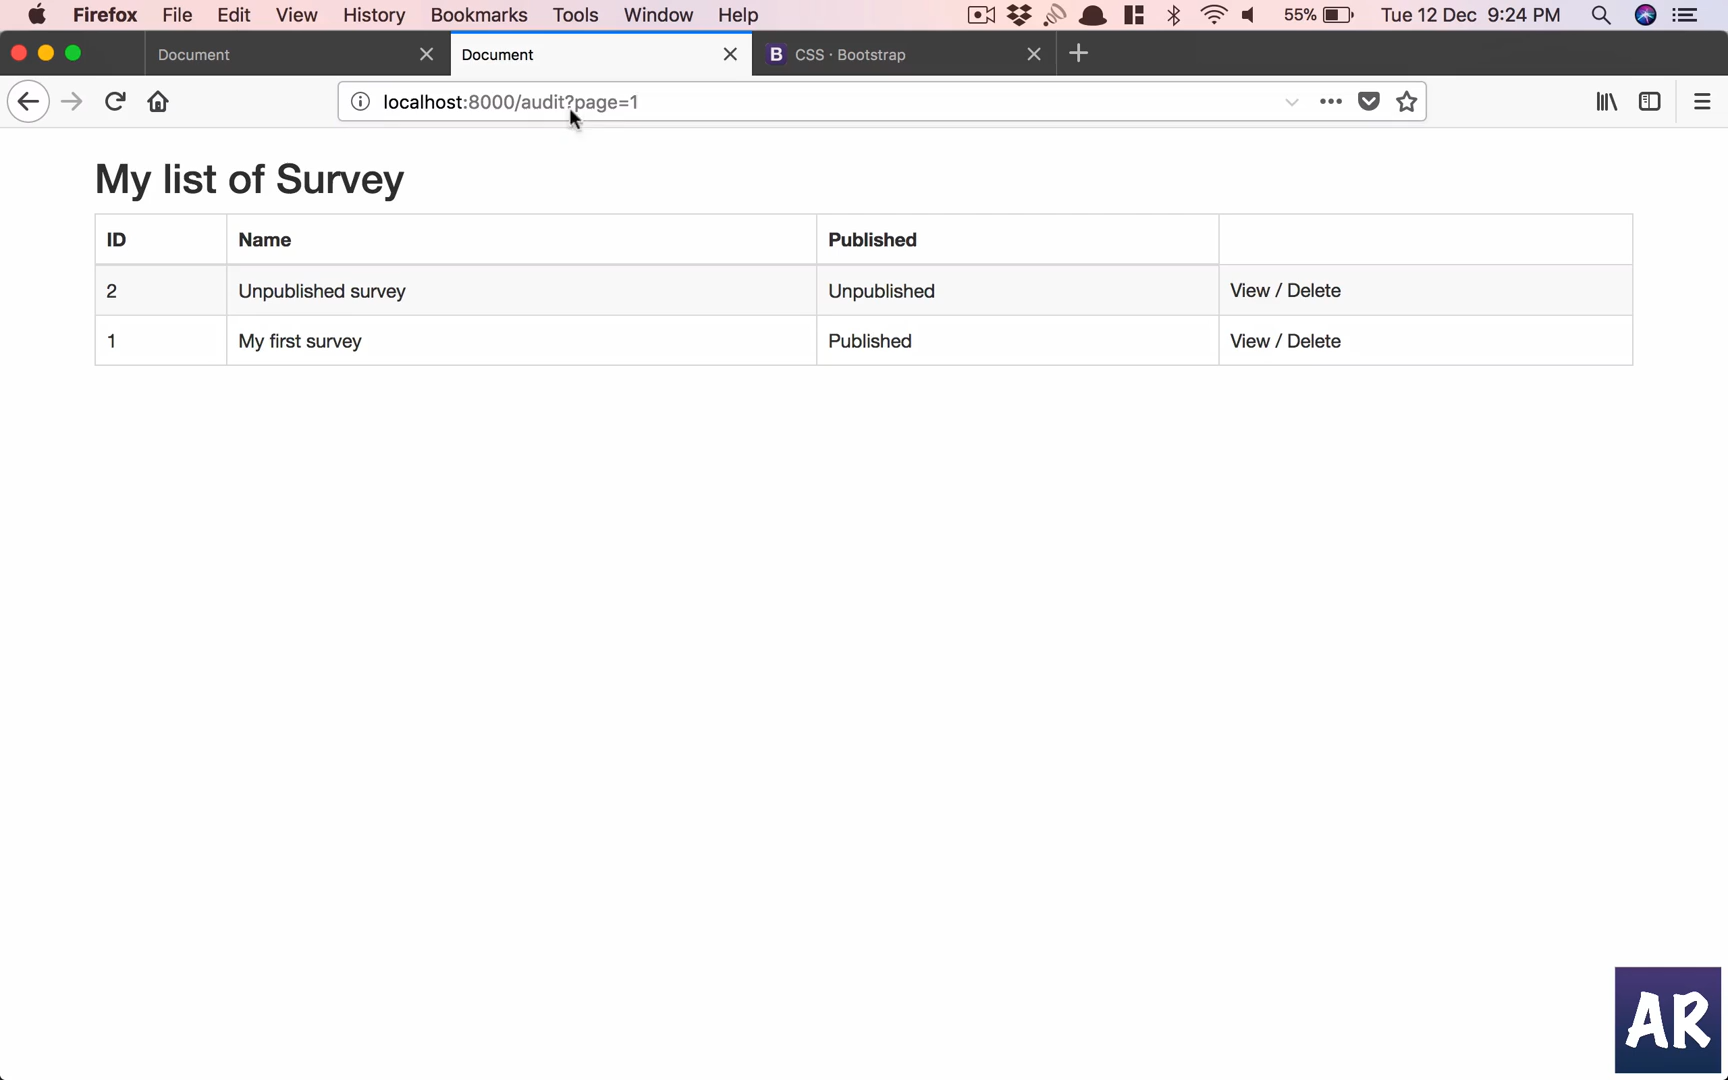 Firefox File Edit View History Bookmarks Tools Window Help 55% Tue 12 Dec 9:24 PM
Document Document B CSS · Bootstrap
localhost:8000/audit?page=1
My list of Survey
ID Name Published
2 Unpublished survey Unpublished View / Delete
1 My first survey Published View / Delete
AR